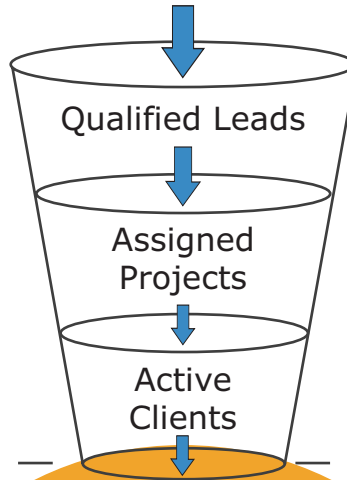 Qualified Leads
Assigned
Projects
Active
Clients